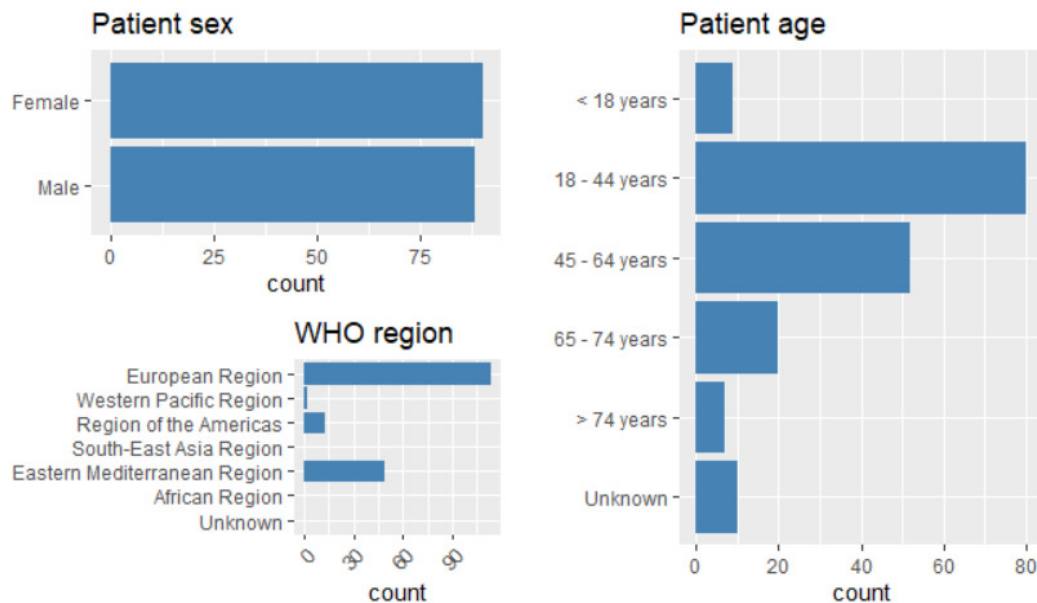 Patient sex
Female
Male
0 25 50 75
count
WHO region
European Region
Western Pacific Region
Region of the Americas
South-East Asia Region
Eastern Mediterranean Region
African Region
Unknown
0 30 60 90
count
Patient age
< 18 years
18 - 44 years
45 - 64 years
65 - 74 years
> 74 years
Unknown
0 20 40 60 80
count